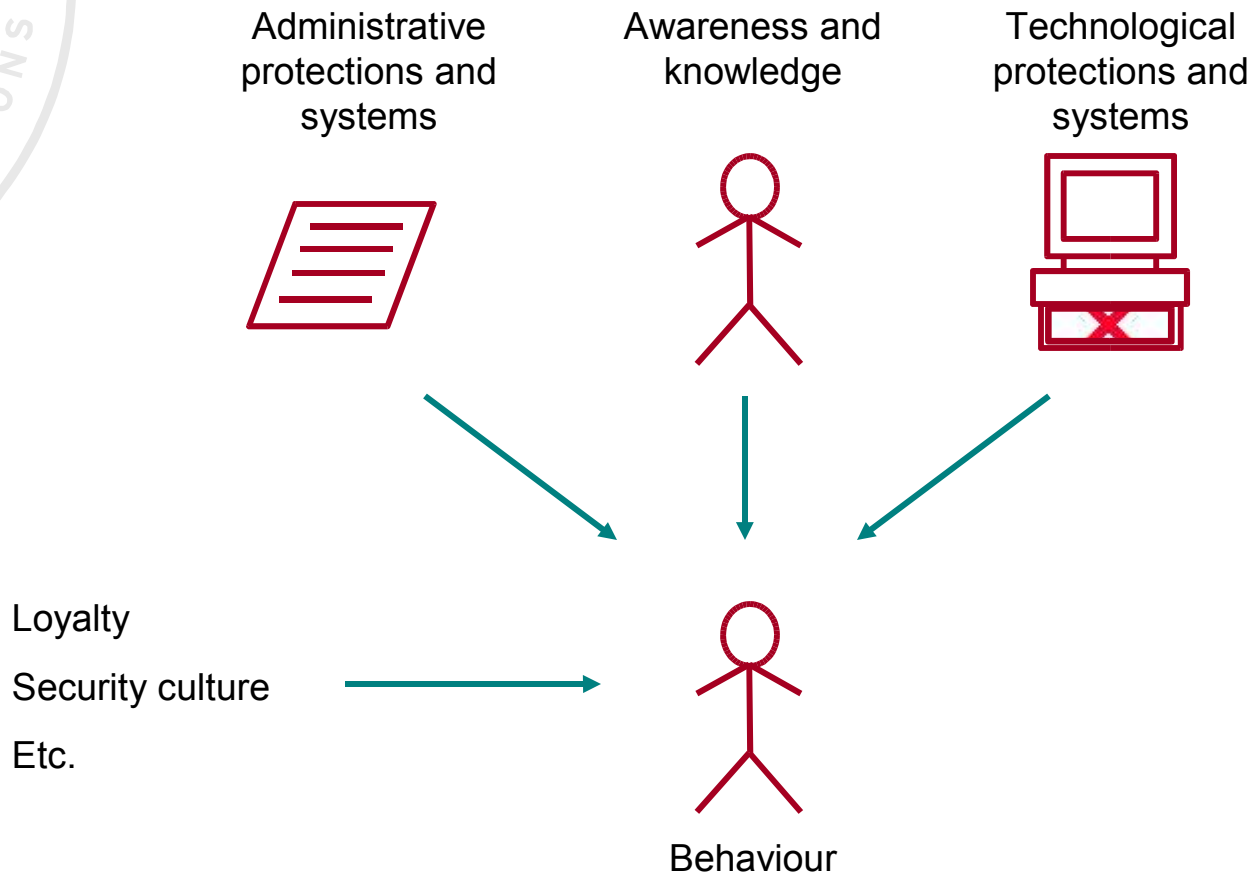 Administrative
protections and
systems
Awareness and
knowledge
Technological
protections and
systems
Loyalty
Security culture
Etc.
Behaviour